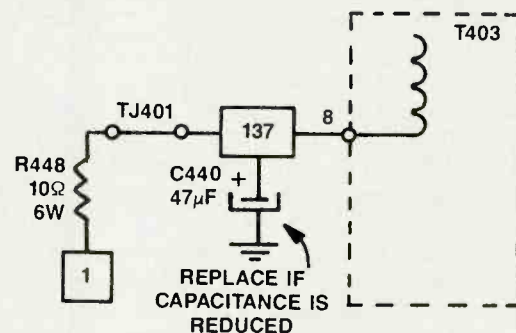 T403
TJ401
137
8
R448
10Ω
6W
C440
47μF
+
1
REPLACE IF
CAPACITANCE IS
REDUCED